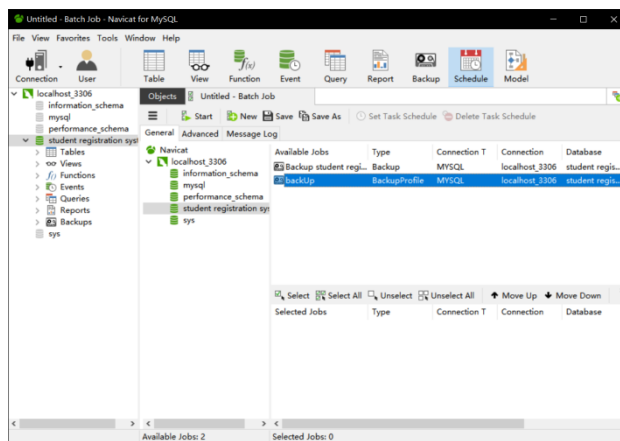 Untitled - Batch Job - Navicat for MySQL
File View Favorites Tools Window Help
Connection User Table View Function Event Query Report Backup Schedule Model
localhost_3306
information_schema
mysql
performance_schema
student registration syst
Tables
Views
Functions
Events
Queries
Reports
Backups
sys
Objects Untitled - Batch Job
Start New Save Save As Set Task Schedule Delete Task Schedule
General Advanced Message Log
Navicat
localhost_3306
information_schema
mysql
performance_schema
student registration sy
sys
Available Jobs Type Connection T Connection Database
Backup student regi... Backup MYSQL localhost_3306 student regis...
backUp BackupProfile MYSQL localhost_3306 student regis...
Select Select All Unselect Unselect All Move Up Move Down
Selected Jobs Type Connection T Connection Database
Available Jobs: 2 Selected Jobs: 0